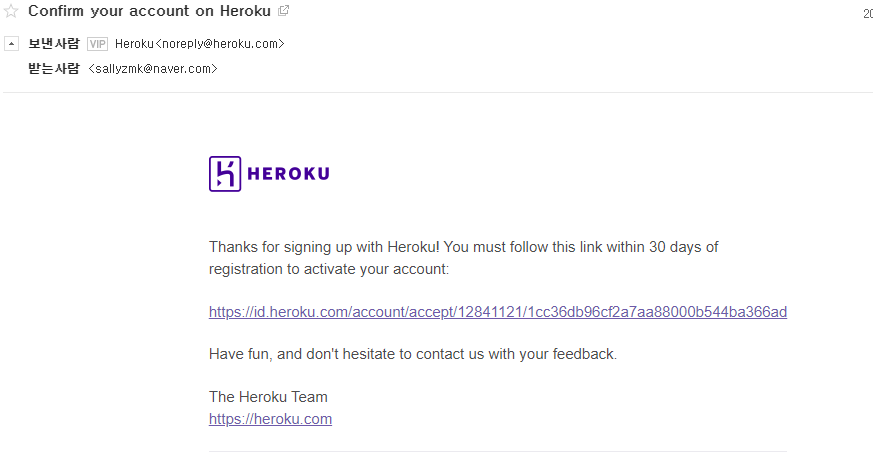 Confirm your account on Heroku
보낸사람 VIP Heroku<noreply@heroku.com>
받는사람 <sallyzmk@naver.com>
HEROKU
Thanks for signing up with Heroku! You must follow this link within 30 days of
registration to activate your account:
https://id.heroku.com/account/accept/12841121/1cc36db96cf2a7aa88000b544ba366ad
Have fun, and don't hesitate to contact us with your feedback.
The Heroku Team
https://heroku.com